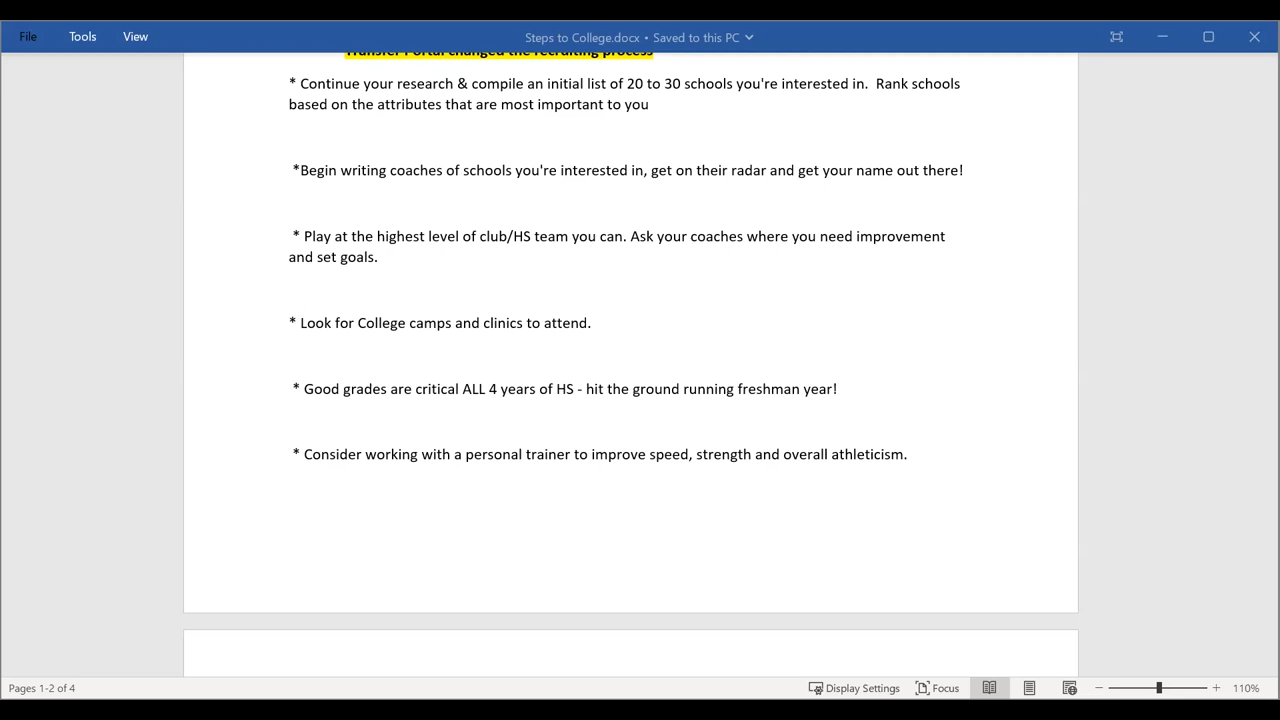 File Tools View Steps to College.docx • Saved to this PC
Transfer Portal changed the recruiting process
* Continue your research & compile an initial list of 20 to 30 schools you're interested in.  Rank schools
based on the attributes that are most important to you
*Begin writing coaches of schools you're interested in, get on their radar and get your name out there!
* Play at the highest level of club/HS team you can. Ask your coaches where you need improvement
and set goals.
* Look for College camps and clinics to attend.
* Good grades are critical ALL 4 years of HS - hit the ground running freshman year!
* Consider working with a personal trainer to improve speed, strength and overall athleticism.
Pages 1-2 of 4 Display Settings Focus 110%